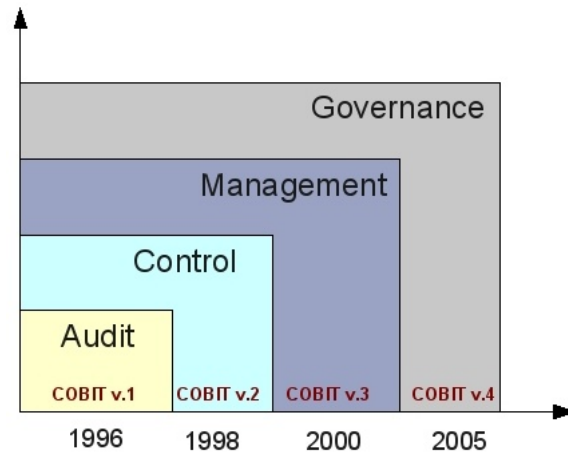 Governance
Management
Control
Audit
COBIT v.1 COBIT v.2 COBIT v.3 COBIT v.4
1996 1998 2000 2005